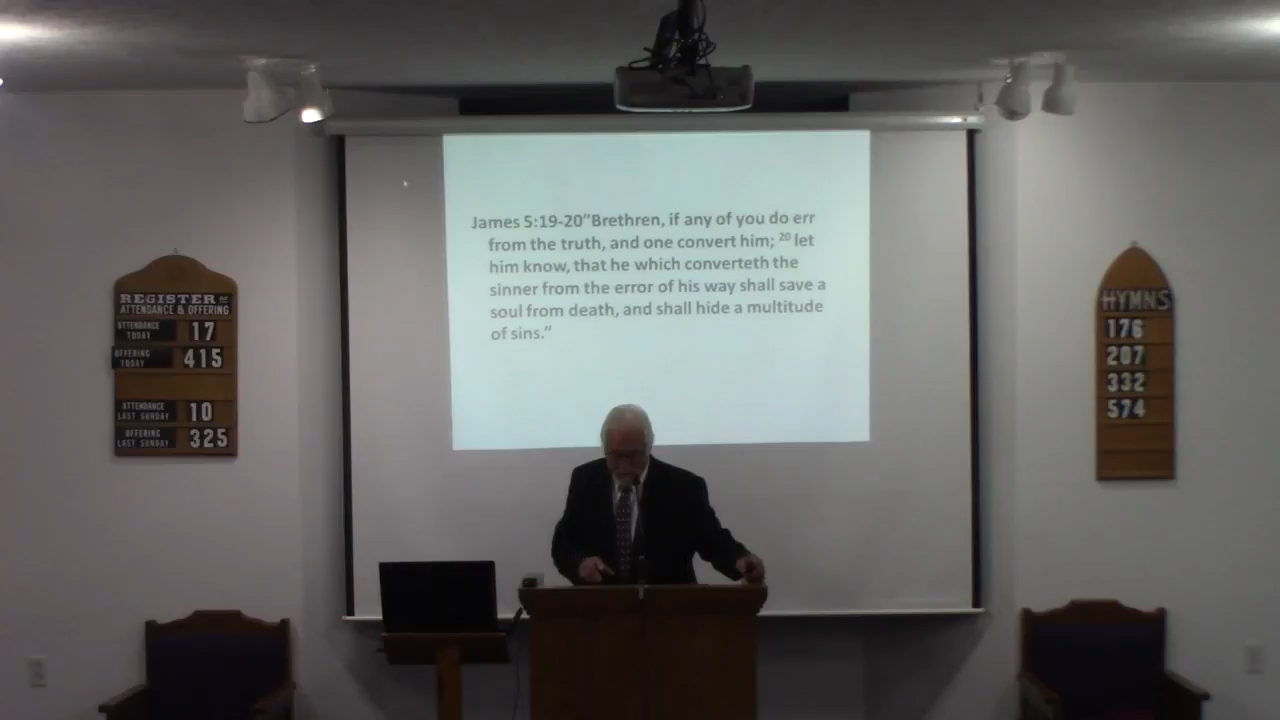 James 5:19-20"Brethren, if any of you do err
from the truth, and one convert him; 20 let
him know, that he which converteth the
sinner from the error of his way shall save a
soul from death, and shall hide a multitude
of sins."
REGISTER OF
ATTENDANCE & OFFERING
ATTENDANCE
TODAY
17
OFFERING
TODAY
415
ATTENDANCE
LAST SUNDAY
10
OFFERING
LAST SUNDAY
325
HYMNS
176
207
332
574